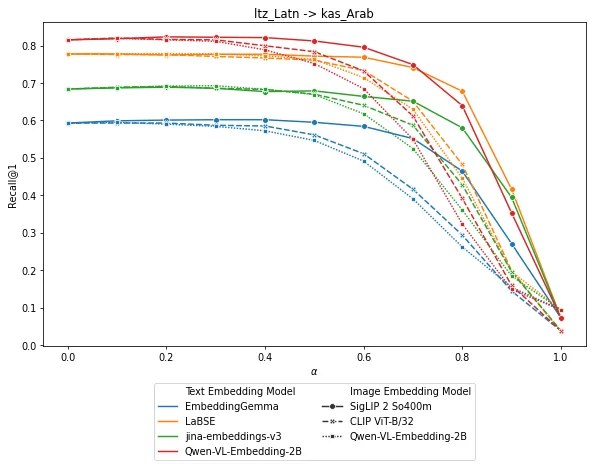 ltz_Latn -> kas_Arab
Recall@1
0.8
0.7
0.6
0.5
0.4
0.3
0.2
0.1
0.0
0.0 0.2 0.4 0.6 0.8 1.0
α
Text Embedding Model Image Embedding Model
EmbeddingGemma SigLIP 2 So400m
LaBSE CLIP ViT-B/32
jina-embeddings-v3 Qwen-VL-Embedding-2B
Qwen-VL-Embedding-2B